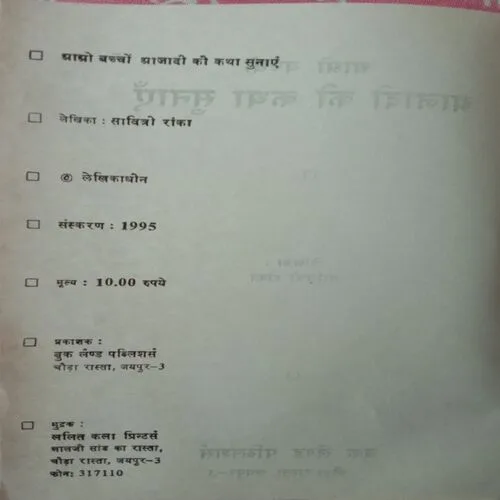 ☐ आओ बच्चों आजादी की कथा सुनाएं
☐ लेखिका : सावित्री रांका
☐ © लेखिकाधीन
☐ संस्करण : 1995
☐ मूल्य : 10.00 रुपये
☐ प्रकाशक :
बुक लैण्ड पब्लिशर्स
चौड़ा रास्ता, जयपुर-3
☐ मुद्रक :
ललित कला प्रिन्टर्स
सालजी सांड का रास्ता,
चौड़ा रास्ता, जयपुर-3
फोन: 317110